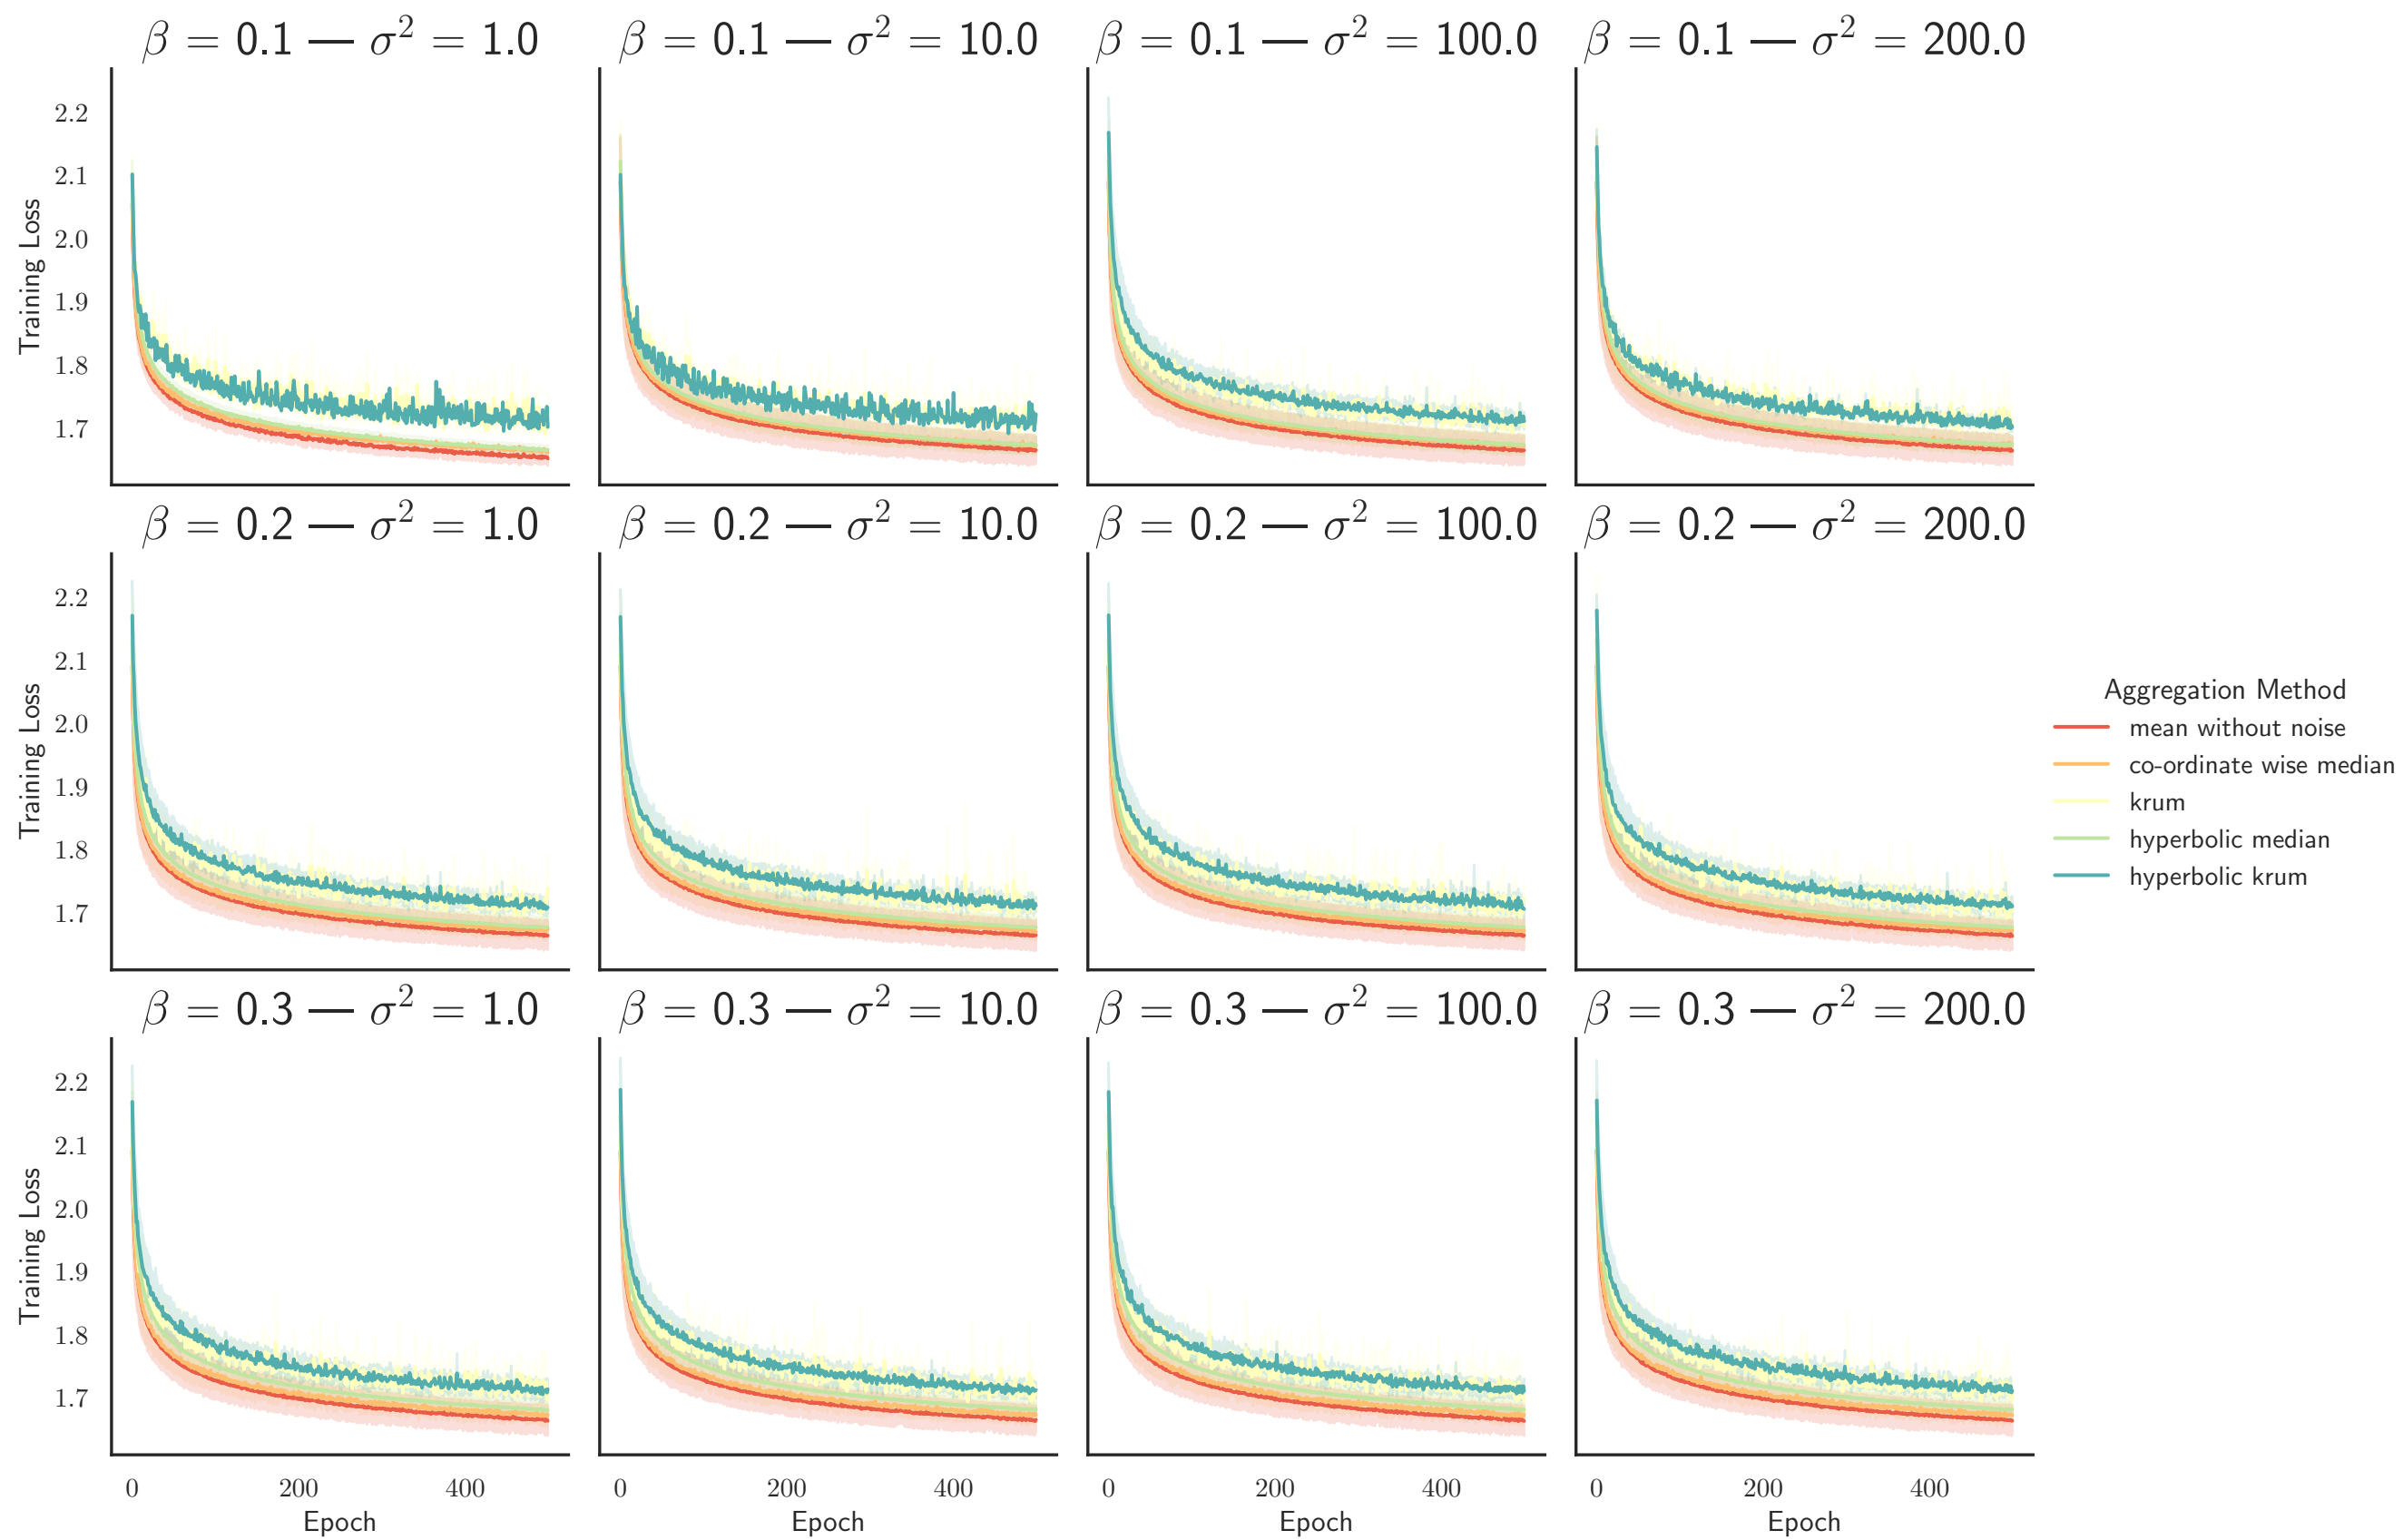 β = 0.1 — σ² = 1.0
β = 0.1 — σ² = 10.0
β = 0.1 — σ² = 100.0
β = 0.1 — σ² = 200.0
Training Loss
2.2
2.1
2.0
1.9
1.8
1.7
β = 0.2 — σ² = 1.0
β = 0.2 — σ² = 10.0
β = 0.2 — σ² = 100.0
β = 0.2 — σ² = 200.0
Training Loss
2.2
2.1
2.0
1.9
1.8
1.7
β = 0.3 — σ² = 1.0
β = 0.3 — σ² = 10.0
β = 0.3 — σ² = 100.0
β = 0.3 — σ² = 200.0
Training Loss
2.2
2.1
2.0
1.9
1.8
1.7
0 200 400
0 200 400
0 200 400
0 200 400
Epoch
Epoch
Epoch
Epoch
Aggregation Method
mean without noise
co-ordinate wise median
krum
hyperbolic median
hyperbolic krum